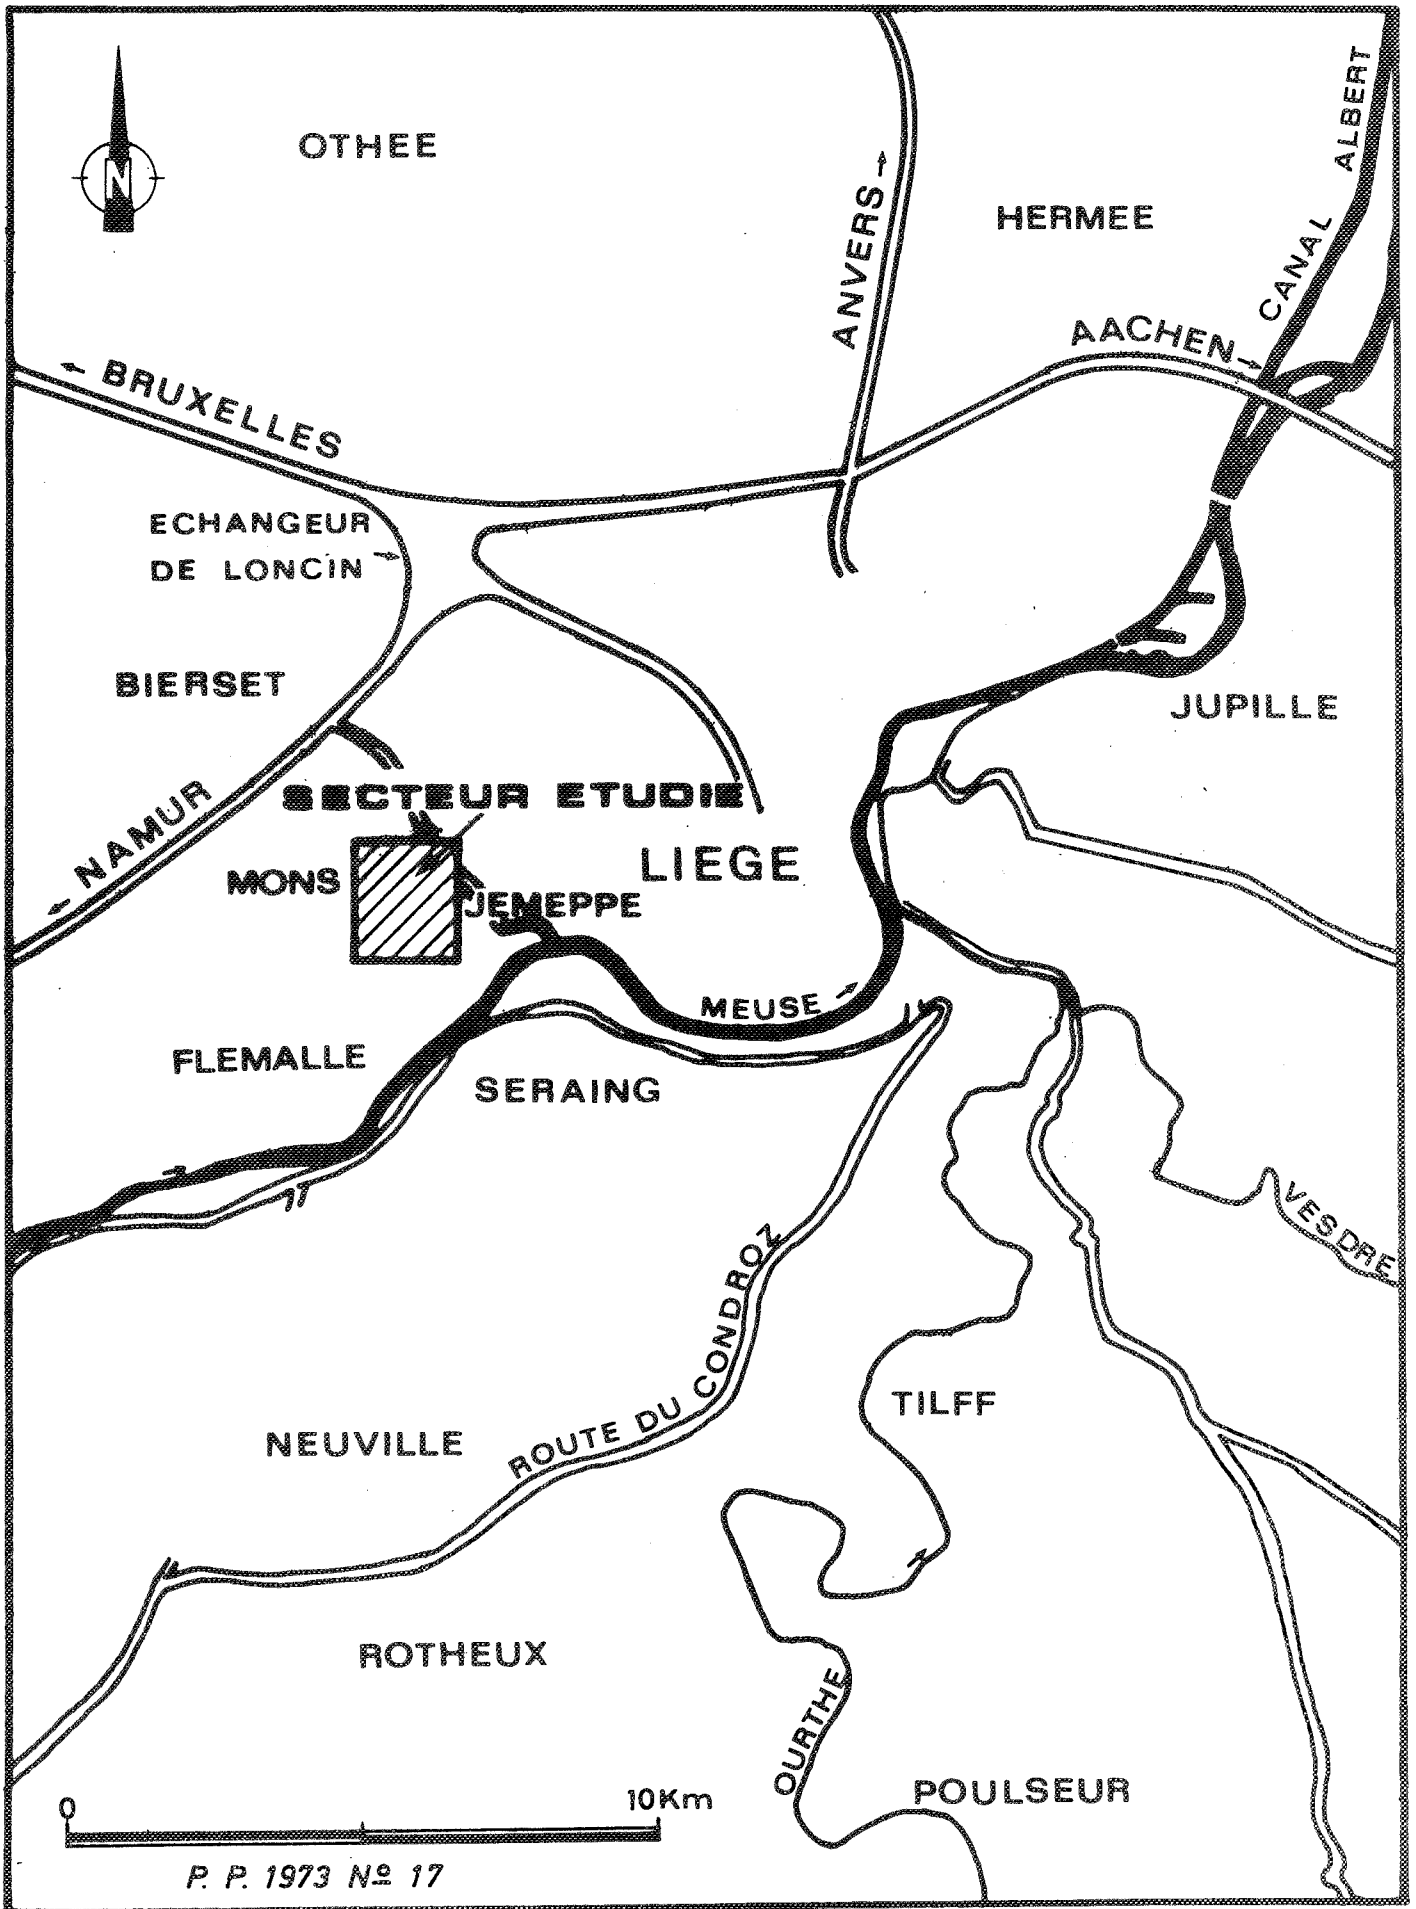 N
OTHEE
ANVERS
HERMEE
CANAL ALBERT
AACHEN
BRUXELLES
ECHANGEUR
DE LONCIN
BIERSET
JUPILLE
NAMUR
SECTEUR ETUDIE
MONS
LIEGE
JEMEPPE
MEUSE
FLEMALLE
SERAING
VESDRE
ROUTE DU CONDROZ
TILFF
NEUVILLE
ROTHEUX
OURTHE
POULSEUR
0 10Km
P. P. 1973 Nº 17